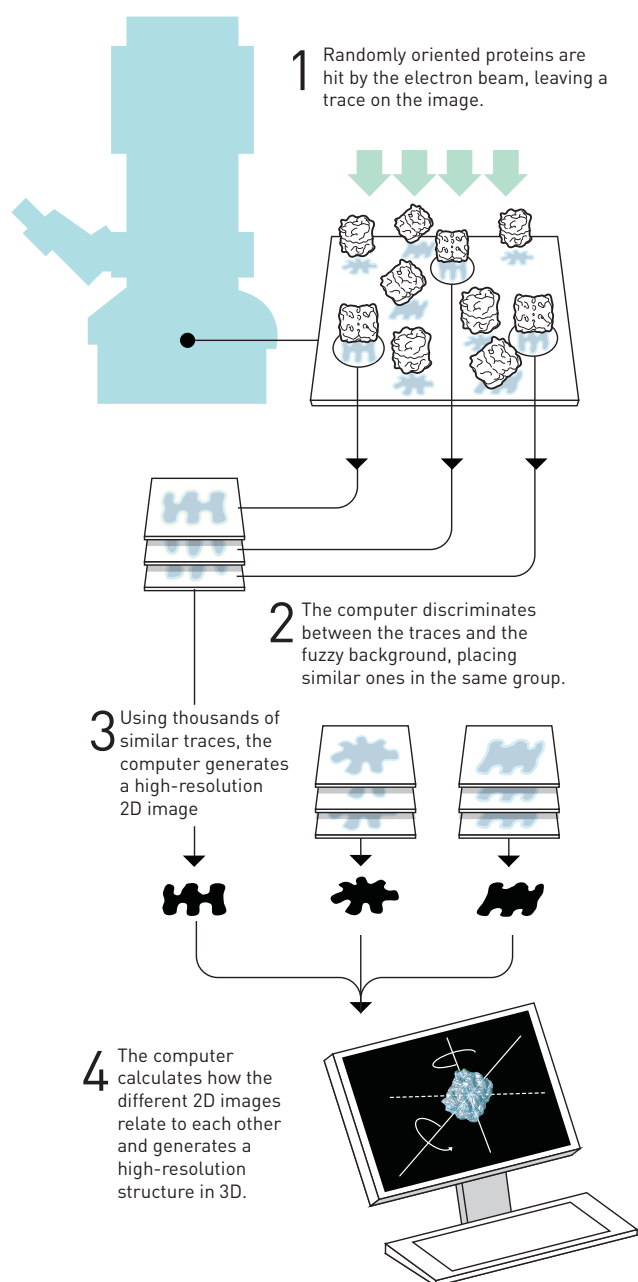 1 Randomly oriented proteins are
hit by the electron beam, leaving a
trace on the image.
2 The computer discriminates
between the traces and the
fuzzy background, placing
similar ones in the same group.
3 Using thousands of
similar traces, the
computer generates
a high-resolution
2D image
4 The computer
calculates how the
different 2D images
relate to each other
and generates a
high-resolution
structure in 3D.